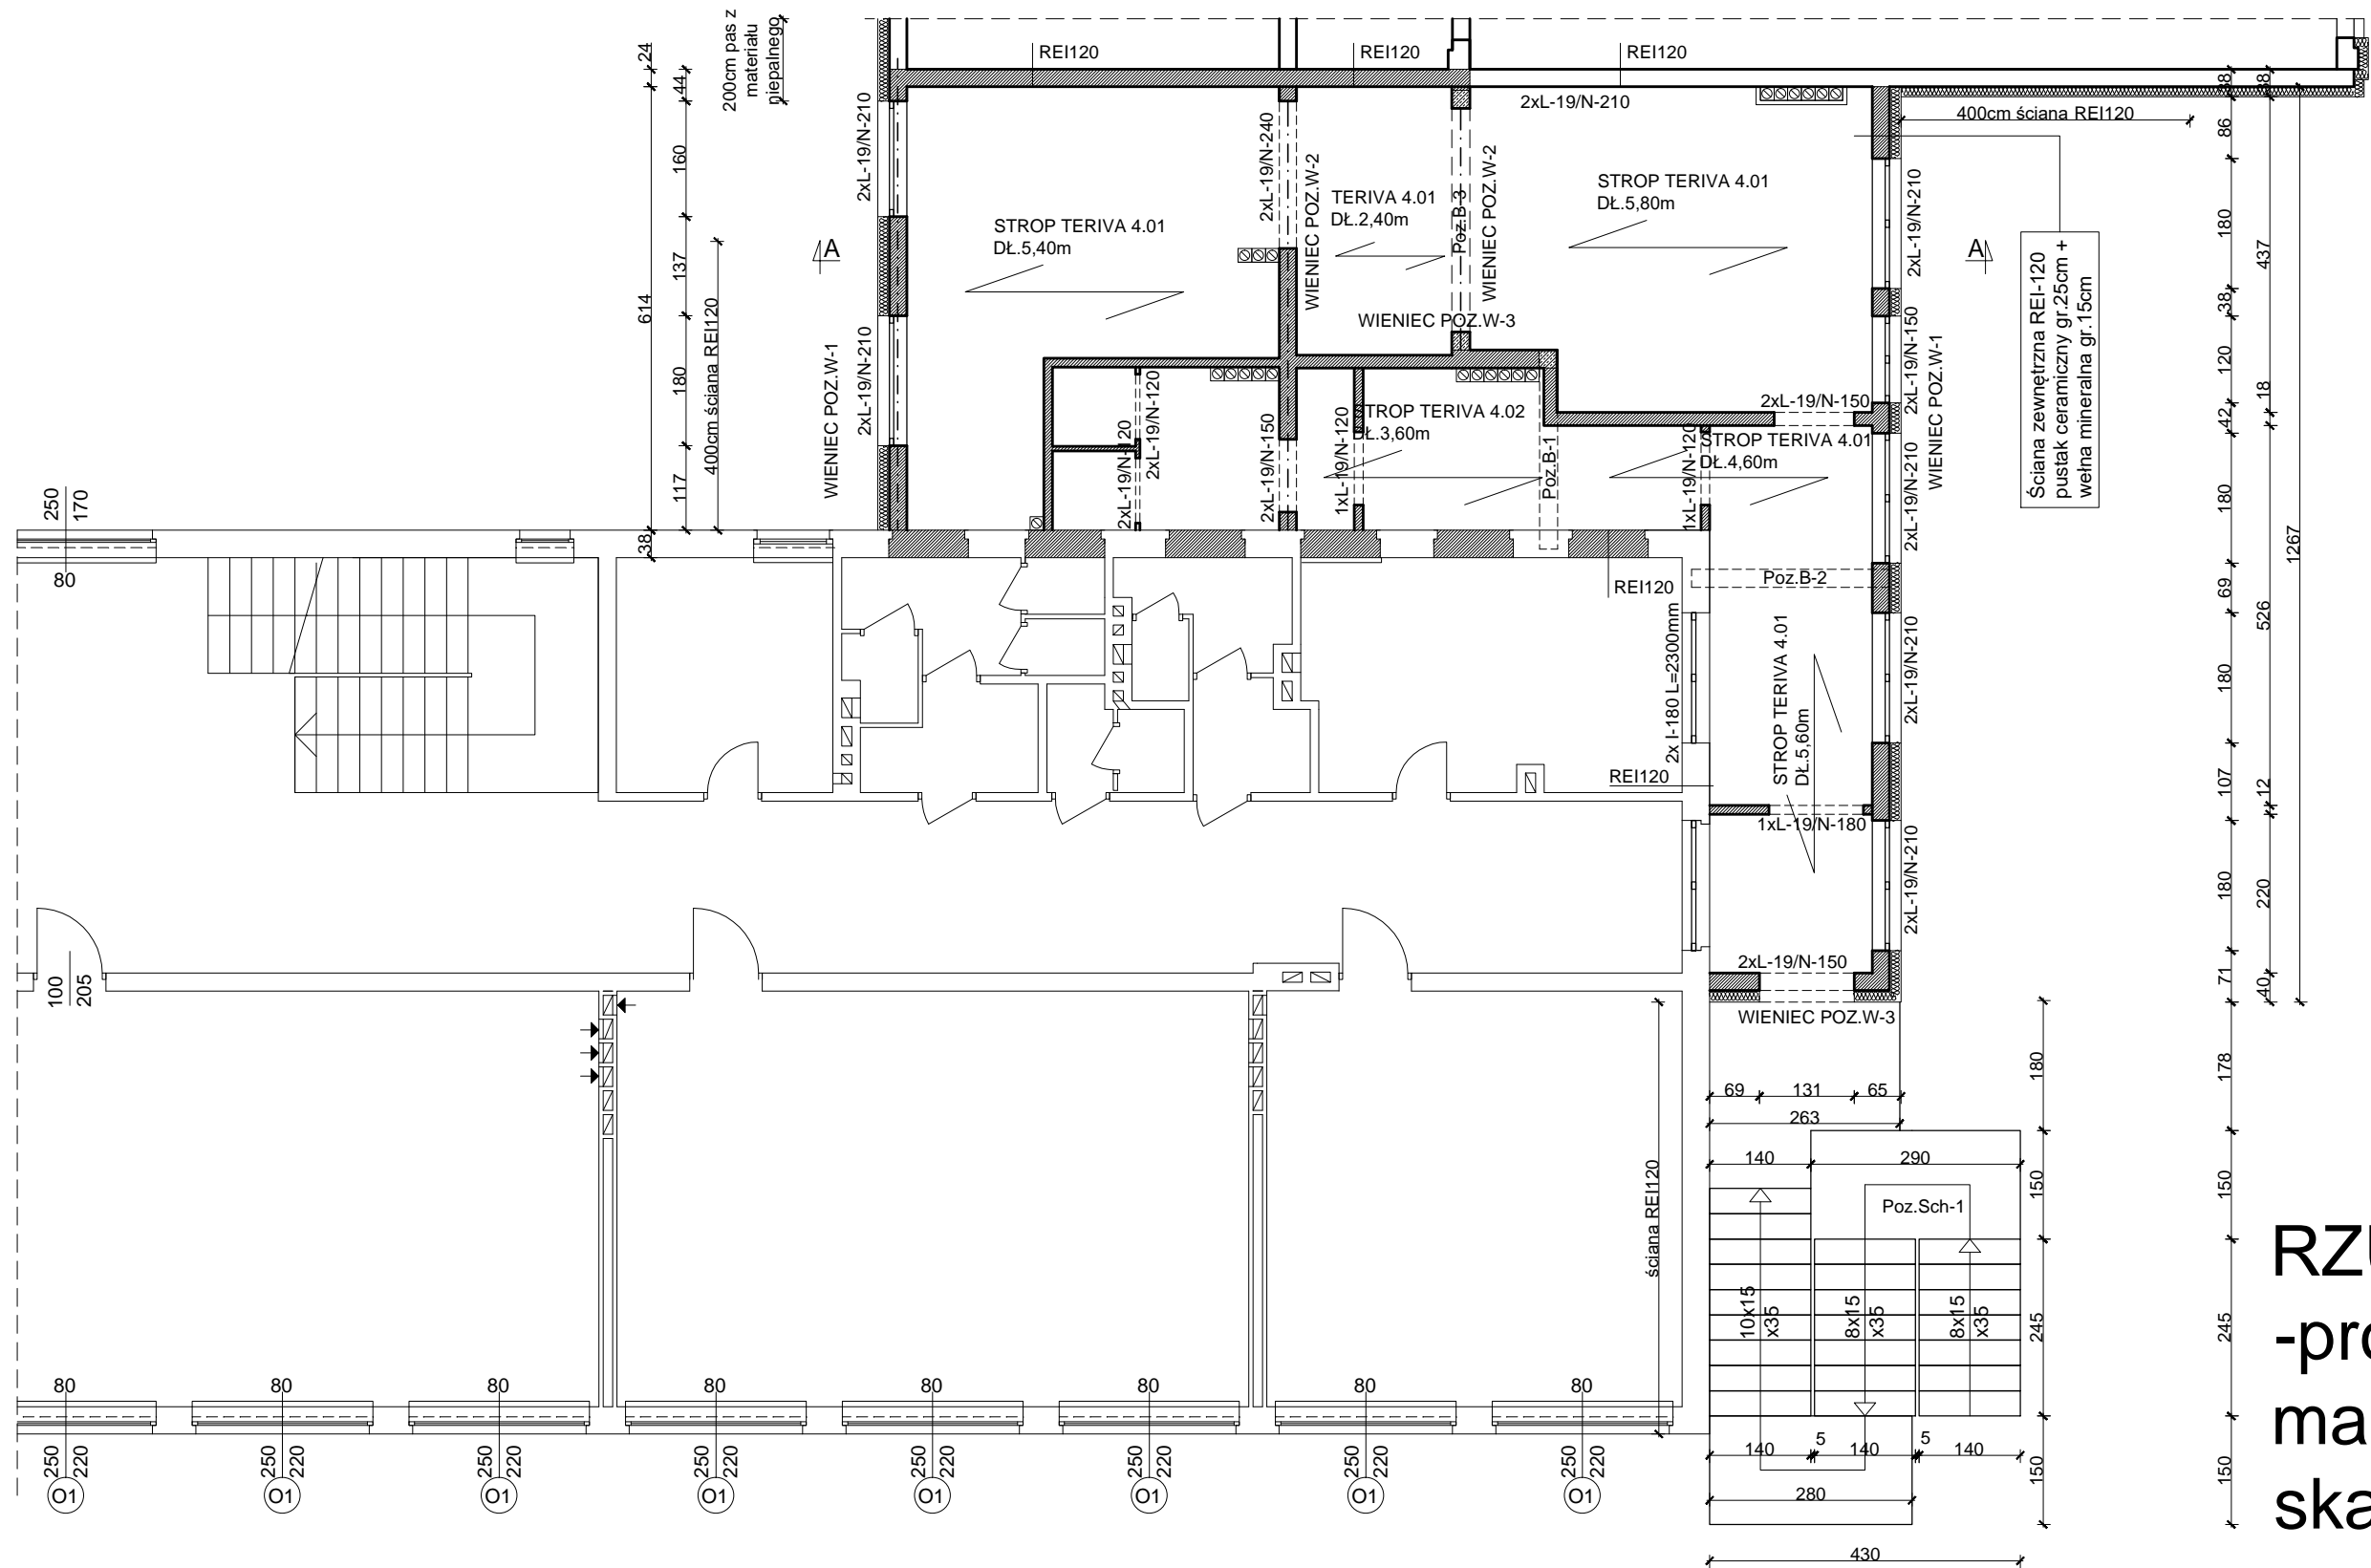 200cm pas z
materiału
niepalnego
REI120
REI120
REI120
24
44
160
137
180
117
38
614
400cm ściana REI120
WIENIEC POZ.W-1
2xL-19/N-210
2xL-19/N-210
A
STROP TERIVA 4.01
DŁ.5,40m
2xL-19/N-240
WIENIEC POZ.W-2
TERIVA 4.01
DŁ.2,40m
Poz.B-3
WIENIEC POZ.W-2
WIENIEC POZ.W-3
2xL-19/N-210
STROP TERIVA 4.01
DŁ.5,80m
400cm ściana REI120
2xL-19/N-210
A
Ściana zewnętrzna REI-120
pustak ceramiczny gr.25cm +
wełna mineralna gr.15cm
2xL-19/N-150
WIENIEC POZ.W-1
2xL-19/N-120
2xL-19/N-120
2xL-19/N-150
1xL-19/N-120
STROP TERIVA 4.02
DŁ.3,60m
Poz.B-1
2xL-19/N-150
1xL-19/N-120
STROP TERIVA 4.01
DŁ.4,60m
2xL-19/N-210
REI120
Poz.B-2
2x I-180 L=2300mm
STROP TERIVA 4.01
DŁ.5,60m
2xL-19/N-210
REI120
1xL-19/N-180
2xL-19/N-210
2xL-19/N-150
WIENIEC POZ.W-3
38
86
180
38
120
42
180
69
180
107
180
71
178
150
245
150
38
437
18
526
12
220
40
1267
250
170
80
100
205
ściana REI120
69
131
65
263
140
290
Poz.Sch-1
10x15
x35
8x15
x35
8x15
x35
180
150
245
150
140
5
140
5
140
280
430
80
80
80
80
80
80
80
80
250
220
250
220
250
220
250
220
250
220
250
220
250
220
250
220
O1
O1
O1
O1
O1
O1
O1
O1
-pro
ma
ska